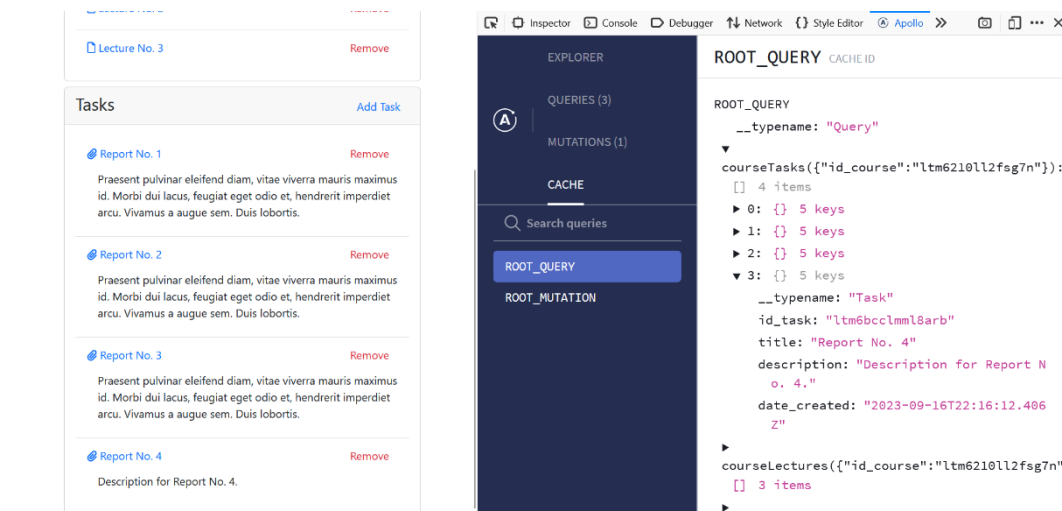 Lecture No. 3
Remove
Tasks
Add Task
Report No. 1
Remove
Praesent pulvinar eleifend diam, vitae viverra mauris maximus
id. Morbi dui lacus, feugiat eget odio et, hendrerit imperdiet
arcu. Vivamus a augue sem. Duis lobortis.
Report No. 2
Remove
Praesent pulvinar eleifend diam, vitae viverra mauris maximus
id. Morbi dui lacus, feugiat eget odio et, hendrerit imperdiet
arcu. Vivamus a augue sem. Duis lobortis.
Report No. 3
Remove
Praesent pulvinar eleifend diam, vitae viverra mauris maximus
id. Morbi dui lacus, feugiat eget odio et, hendrerit imperdiet
arcu. Vivamus a augue sem. Duis lobortis.
Report No. 4
Remove
Description for Report No. 4.
Inspector
Console
Debugger
Network
{} Style Editor
Apollo
EXPLORER
QUERIES (3)
MUTATIONS (1)
CACHE
Search queries
ROOT_QUERY
ROOT_MUTATION
ROOT_QUERY CACHE ID
ROOT_QUERY
__typename: "Query"
courseTasks({"id_course":"ltm6210ll2fsg7n"}):
[] 4 items
0: {} 5 keys
1: {} 5 keys
2: {} 5 keys
3: {} 5 keys
__typename: "Task"
id_task: "ltm6bcclmml8arb"
title: "Report No. 4"
description: "Description for Report N
o. 4."
date_created: "2023-09-16T22:16:12.406
Z"
courseLectures({"id_course":"ltm6210ll2fsg7n"
[] 3 items